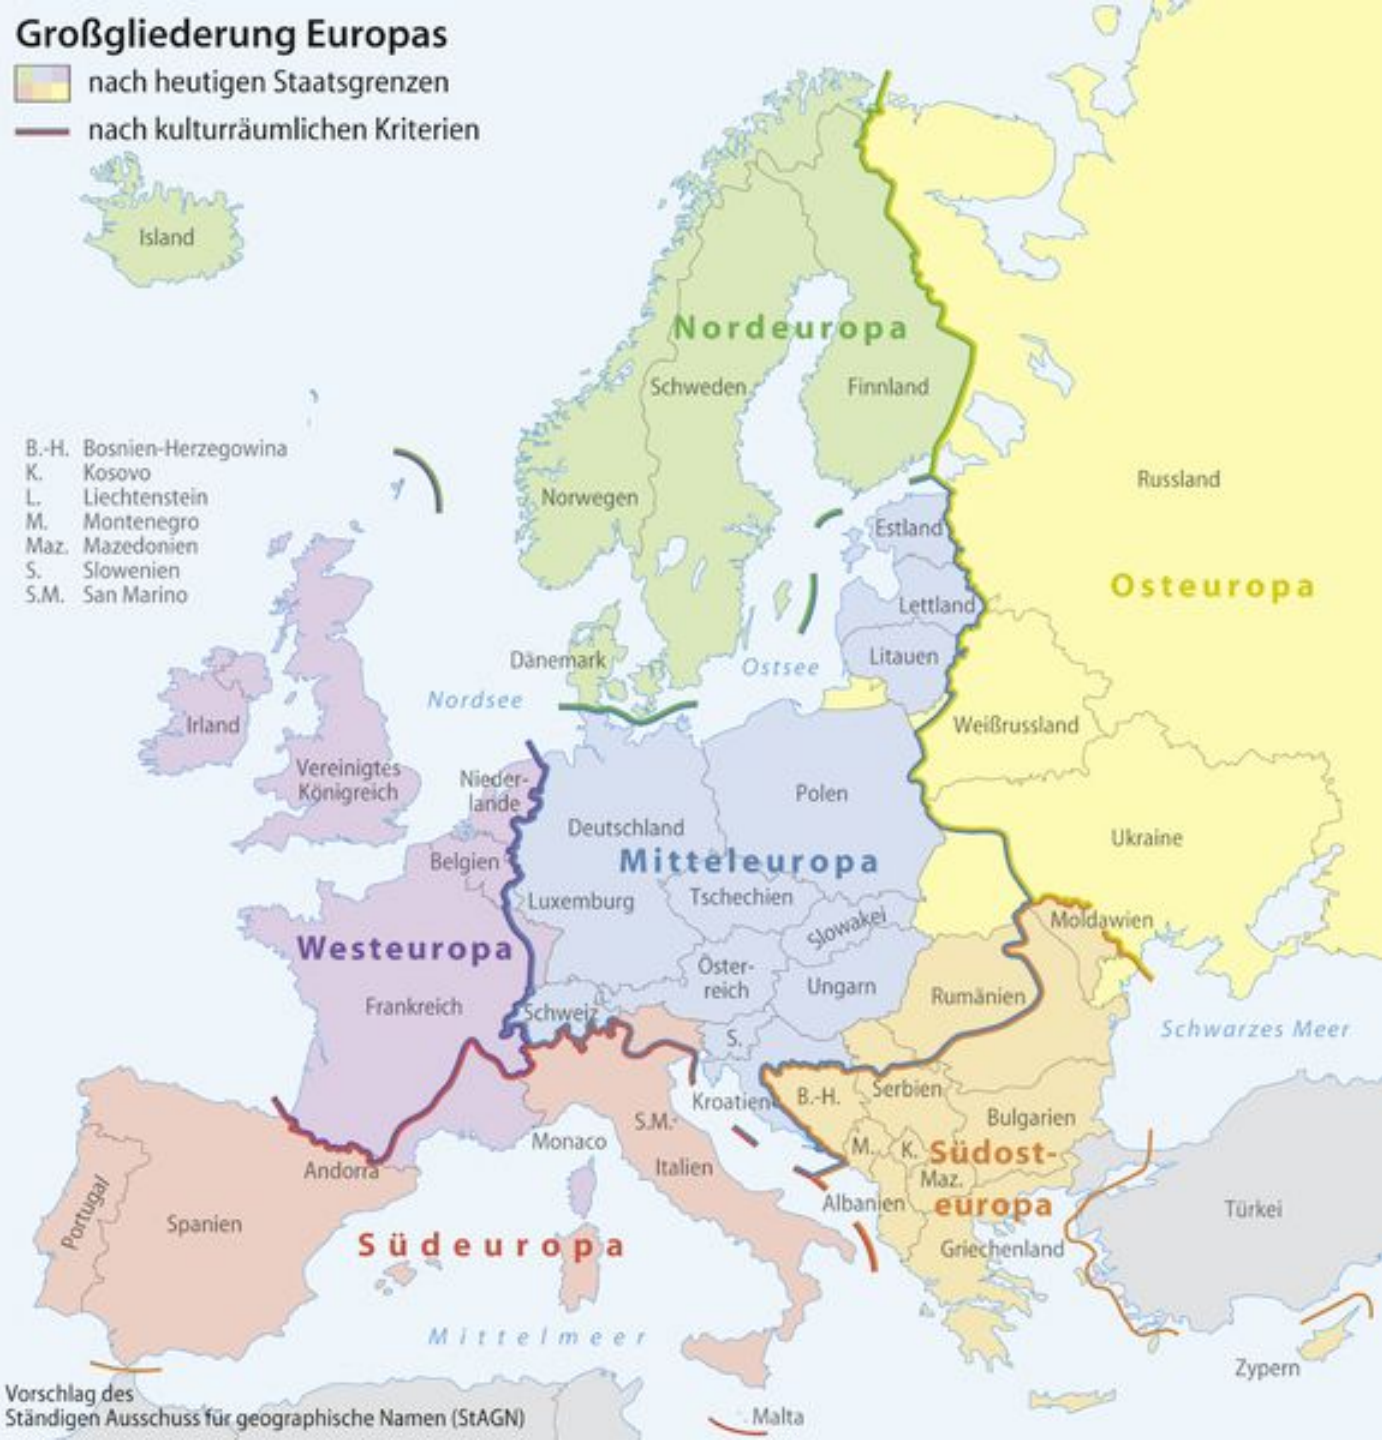 Großgliederung Europas
nach heutigen Staatsgrenzen
nach kulturräumlichen Kriterien
Island
Nordeuropa
Schweden
Finnland
Norwegen
Russland
B.-H. Bosnien-Herzegowina
K. Kosovo
L. Liechtenstein
M. Montenegro
Maz. Mazedonien
S. Slowenien
S.M. San Marino
Estland
Osteuropa
Lettland
Litauen
Dänemark
Ostsee
Nordsee
Irland
Weißrussland
Vereinigtes
Königreich
Nieder-
lande
Polen
Deutschland
Ukraine
Belgien
Mitteleuropa
Luxemburg
Tschechien
Slowakei
Moldawien
Westeuropa
Öster-
reich
Ungarn
Rumänien
Frankreich
Schweiz
Schwarzes Meer
S.
Kroatien
B.-H.
Serbien
Bulgarien
S.M.
Monaco
Italien
Andorra
M.
K.
Südost-
europa
Maz.
Albanien
Portugal
Spanien
Türkei
Südeuropa
Griechenland
Mittelmeer
Zypern
Malta
Vorschlag des
Ständigen Ausschuss für geographische Namen (StAGN)